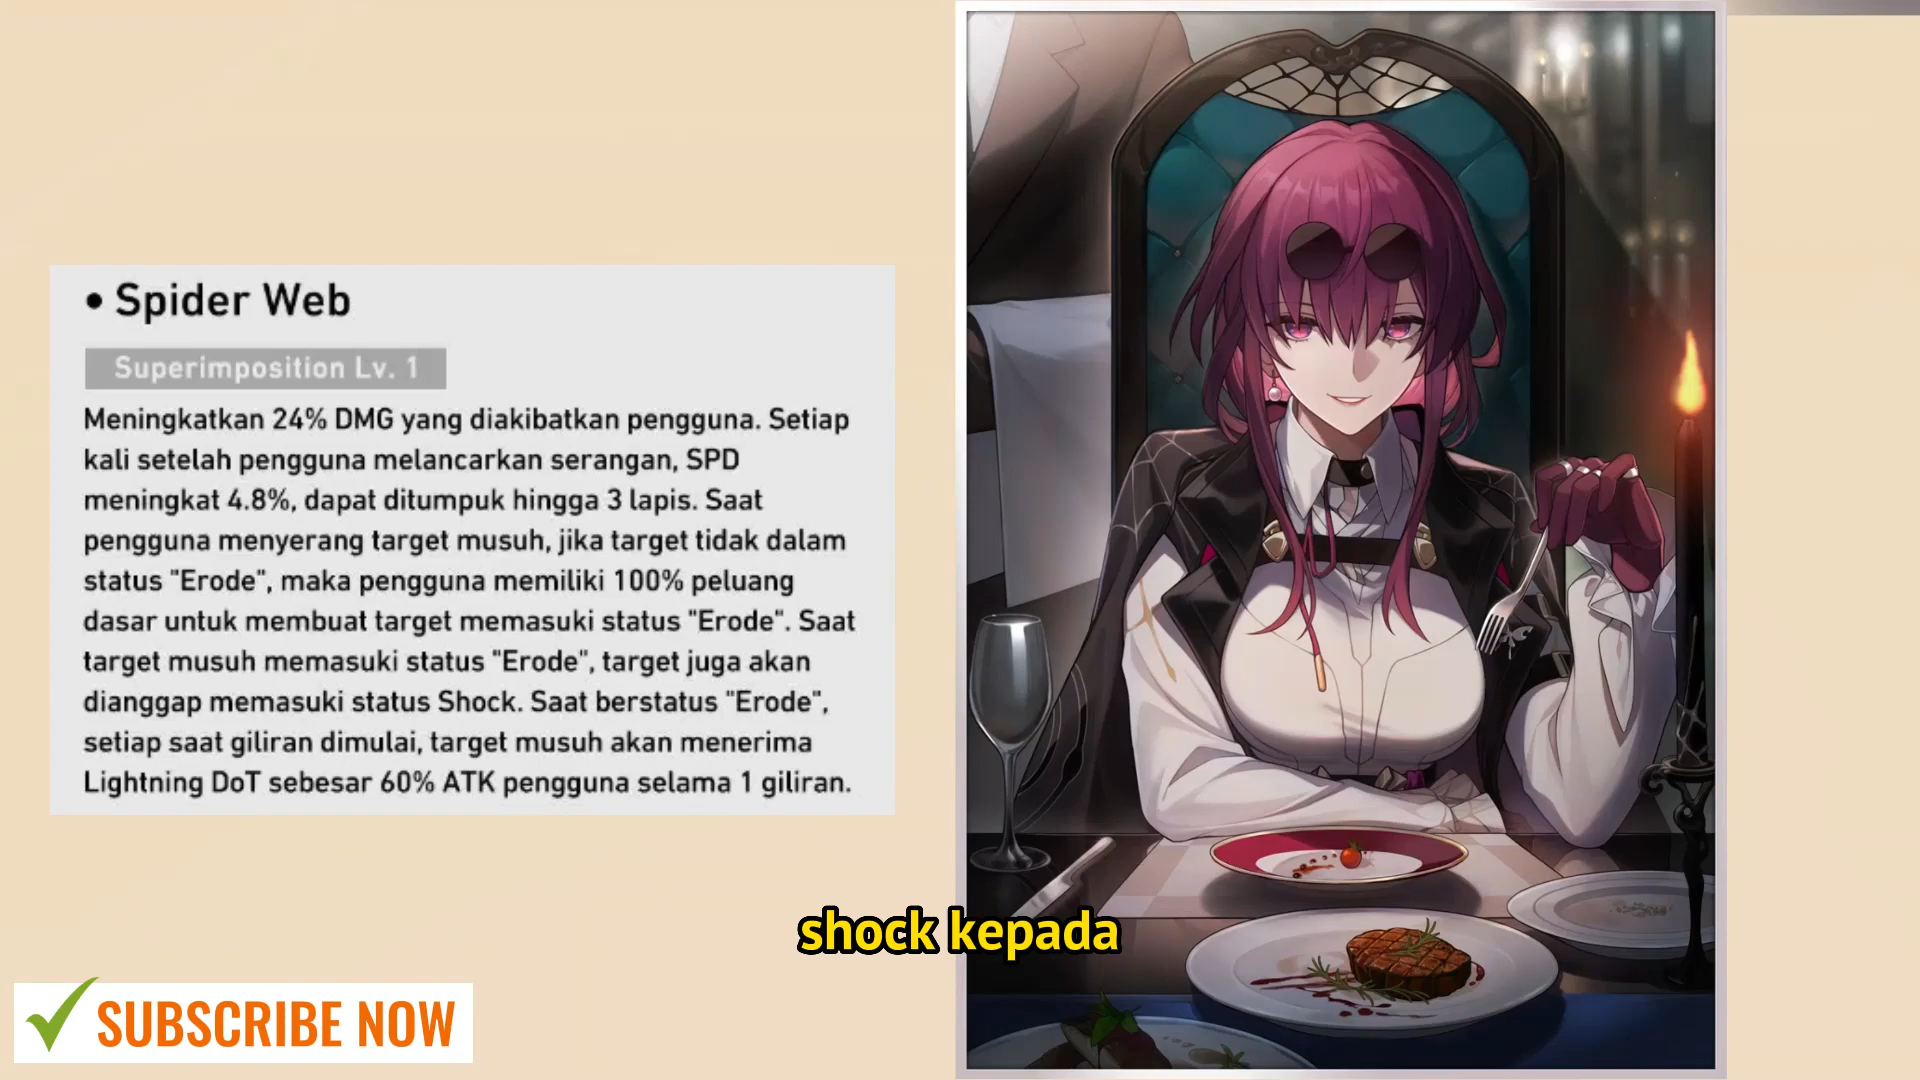 • Spider Web
Superimposition Lv. 1
Meningkatkan 24% DMG yang diakibatkan pengguna. Setiap
kali setelah pengguna melancarkan serangan, SPD
meningkat 4.8%, dapat ditumpuk hingga 3 lapis. Saat
pengguna menyerang target musuh, jika target tidak dalam
status "Erode", maka pengguna memiliki 100% peluang
dasar untuk membuat target memasuki status "Erode". Saat
target musuh memasuki status "Erode", target juga akan
dianggap memasuki status Shock. Saat berstatus "Erode",
setiap saat giliran dimulai, target musuh akan menerima
Lightning DoT sebesar 60% ATK pengguna selama 1 giliran.
shock kepada
SUBSCRIBE NOW